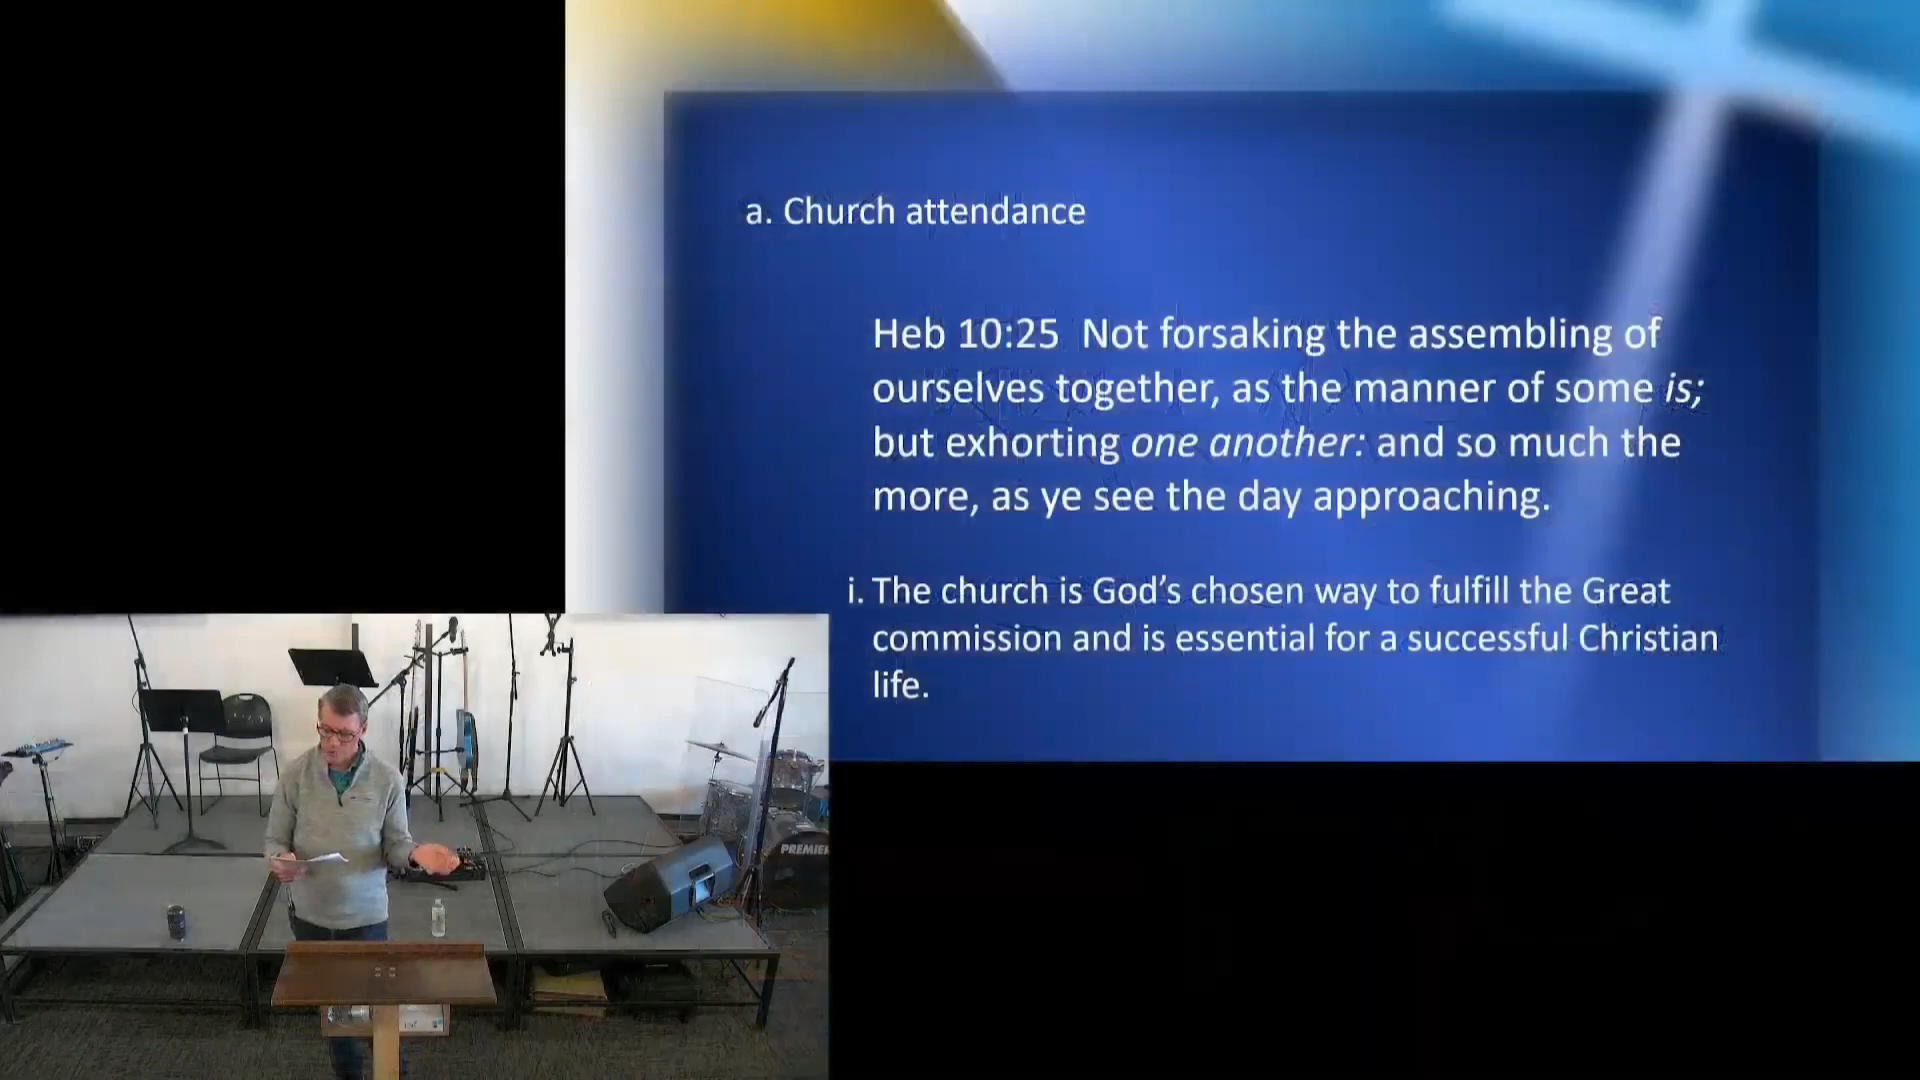 a. Church attendance
Heb 10:25  Not forsaking the assembling of
ourselves together, as the manner of some is;
but exhorting one another: and so much the
more, as ye see the day approaching.
i. The church is God’s chosen way to fulfill the Great
commission and is essential for a successful Christian
life.
PREMIER